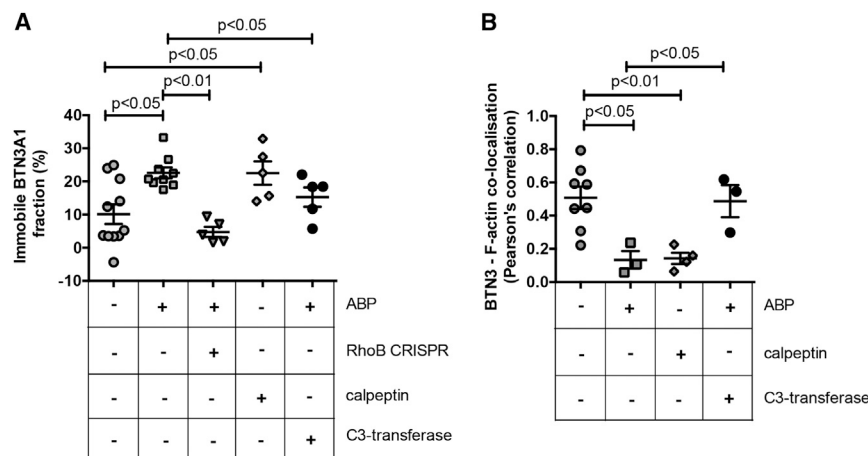 A
p<0.05
p<0.05
p<0.01
p<0.05
Immobile BTN3A1
fraction (%)
40
30
20
10
0
-10
- + + - + ABP
- - + - - RhoB CRISPR
- - - + - calpeptin
- - - - + C3-transferase
B
p<0.05
p<0.01
p<0.05
BTN3 - F-actin co-localisation
(Pearson's correlation)
1.0
0.8
0.6
0.4
0.2
0.0
- + - + ABP
- - + - calpeptin
- - - + C3-transferase